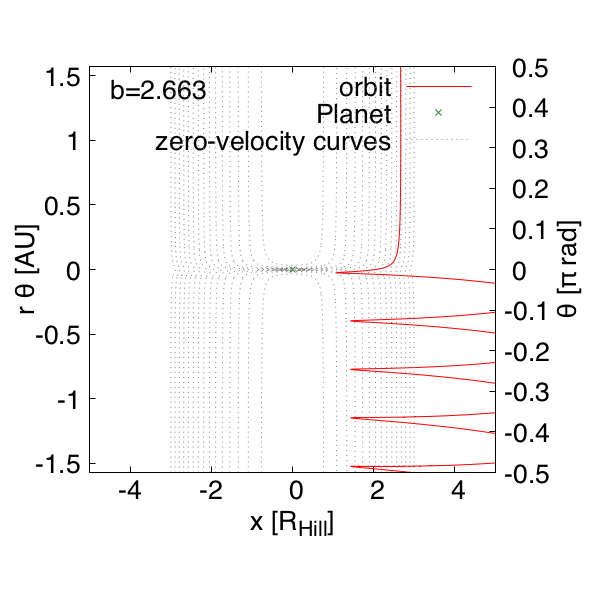 b=2.663
orbit
Planet
zero-velocity curves
1.5
1
0.5
0
-0.5
-1
-1.5
r θ [AU]
0.5
0.4
0.3
0.2
0.1
0
-0.1
-0.2
-0.3
-0.4
-0.5
θ [π rad]
-4 -2 0 2 4
x [R_Hill]